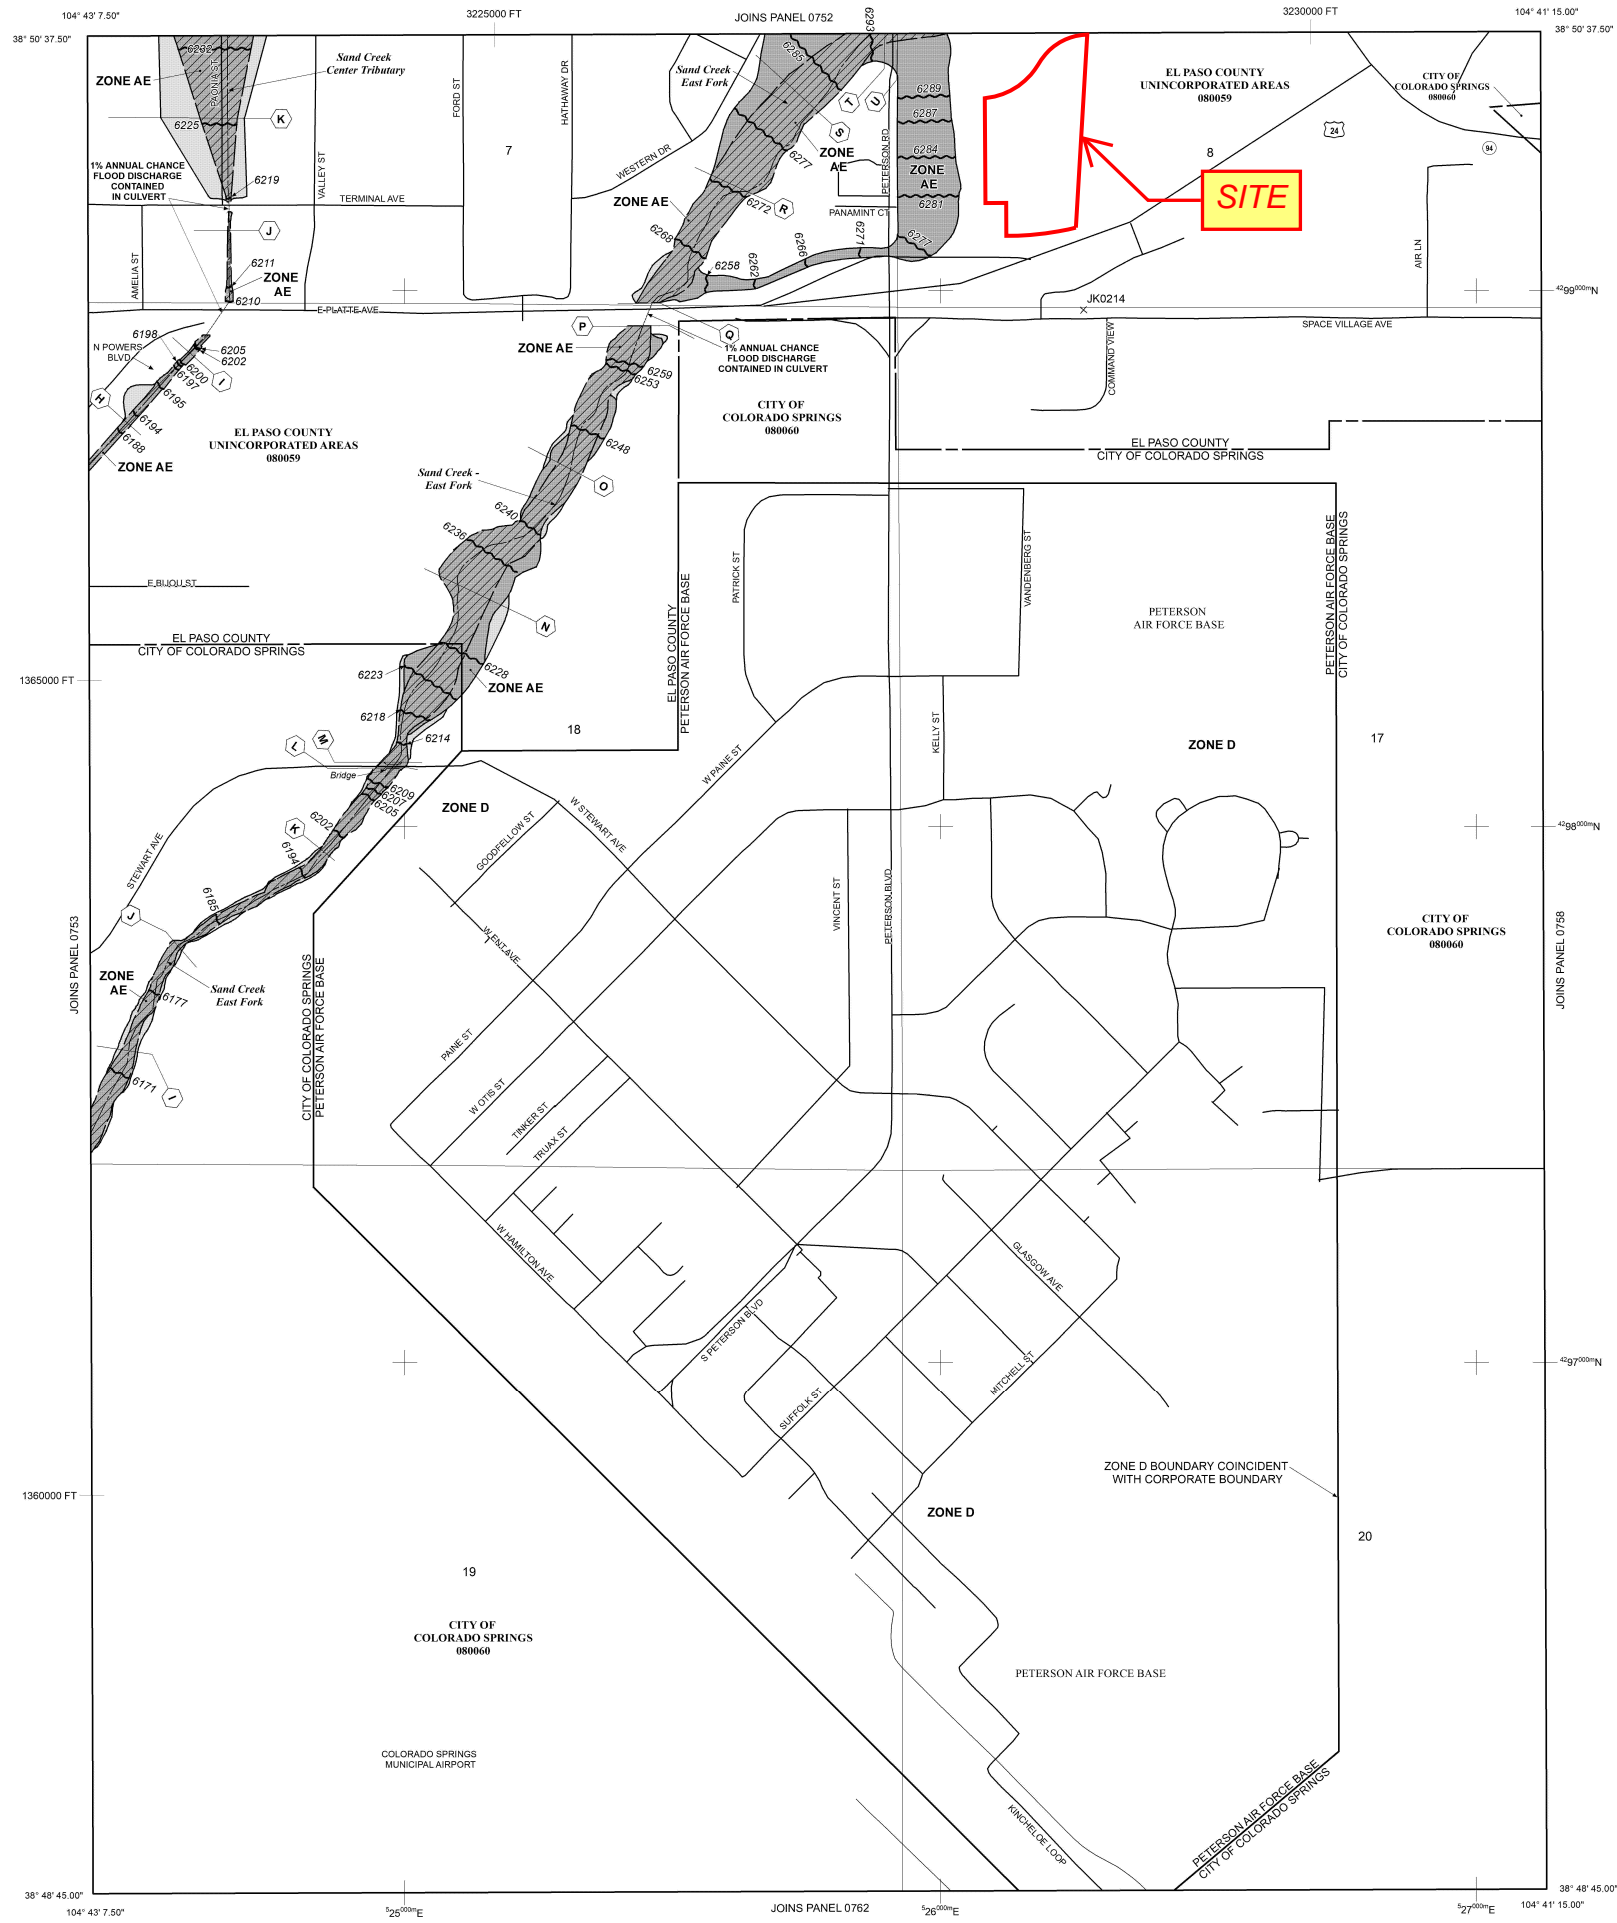 104° 43' 7.50"
3225000 FT
JOINS PANEL 0752
3230000 FT
104° 41' 15.00"
38° 50' 37.50"
38° 50' 37.50"
6232
PAONIA ST
ZONE AE
Sand Creek
Center Tributary
K
6225
1% ANNUAL CHANCE
FLOOD DISCHARGE
CONTAINED
IN CULVERT
6219
VALLEY ST
TERMINAL AVE
FORD ST
HATHAWAY DR
7
WESTERN DR
Sand Creek
East Fork
6285
6293
T
U
S
6277
ZONE
AE
PETERSON RD
6289
6287
6284
ZONE
AE
6281
6277
PANAMINT CT
ZONE AE
6272
R
6268
6258
6262
6266
6271
EL PASO COUNTY
UNINCORPORATED AREAS
080059
8
SITE
24
CITY OF
COLORADO SPRINGS
080060
94
AIR LN
J
AMELIA ST
6211
ZONE
AE
6210
E PLATTE AVE
JK0214
4299000mN
SPACE VILLAGE AVE
COMMAND VIEW
6198
N POWERS
BLVD
6205
6202
6200
6197
I
6195
H
6194
6188
ZONE AE
EL PASO COUNTY
UNINCORPORATED AREAS
080059
P
Q
ZONE AE
1% ANNUAL CHANCE
FLOOD DISCHARGE
CONTAINED IN CULVERT
6259
6253
CITY OF
COLORADO SPRINGS
080060
6248
Sand Creek -
East Fork
O
6240
6236
EL PASO COUNTY
CITY OF COLORADO SPRINGS
E BIJOU ST
N
EL PASO COUNTY
CITY OF COLORADO SPRINGS
6228
6223
ZONE AE
6218
6214
18
EL PASO COUNTY
PETERSON AIR FORCE BASE
PATRICK ST
VANDENBERG ST
PETERSON
AIR FORCE BASE
PETERSON AIR FORCE BASE
CITY OF COLORADO SPRINGS
1365000 FT
L
M
Bridge
6209
6207
6205
6202
K
6194
6185
ZONE D
GOODFELLOW ST
W STEWART AVE
W PAINE ST
KELLY ST
ZONE D
17
4298000mN
STEWART AVE
J
W ENT AVE
VINCENT ST
PETERSON BLVD
CITY OF
COLORADO SPRINGS
080060
JOINS PANEL 0753
JOINS PANEL 0758
ZONE
AE
Sand Creek
East Fork
6177
6171
I
CITY OF COLORADO SPRINGS
PETERSON AIR FORCE BASE
PAINE ST
W OTIS ST
TINKER ST
TRUAX ST
W HAMILTON AVE
GLASGOW AVE
S PETERSON BLVD
MITCHELL ST
SUFFOLK ST
4297000mN
ZONE D BOUNDARY COINCIDENT
WITH CORPORATE BOUNDARY
1360000 FT
ZONE D
20
19
CITY OF
COLORADO SPRINGS
080060
PETERSON AIR FORCE BASE
COLORADO SPRINGS
MUNICIPAL AIRPORT
KINCHELOE LOOP
PETERSON AIR FORCE BASE
CITY OF COLORADO SPRINGS
38° 48' 45.00"
38° 48' 45.00"
104° 43' 7.50"
525000mE
JOINS PANEL 0762
526000mE
527000mE
104° 41' 15.00"